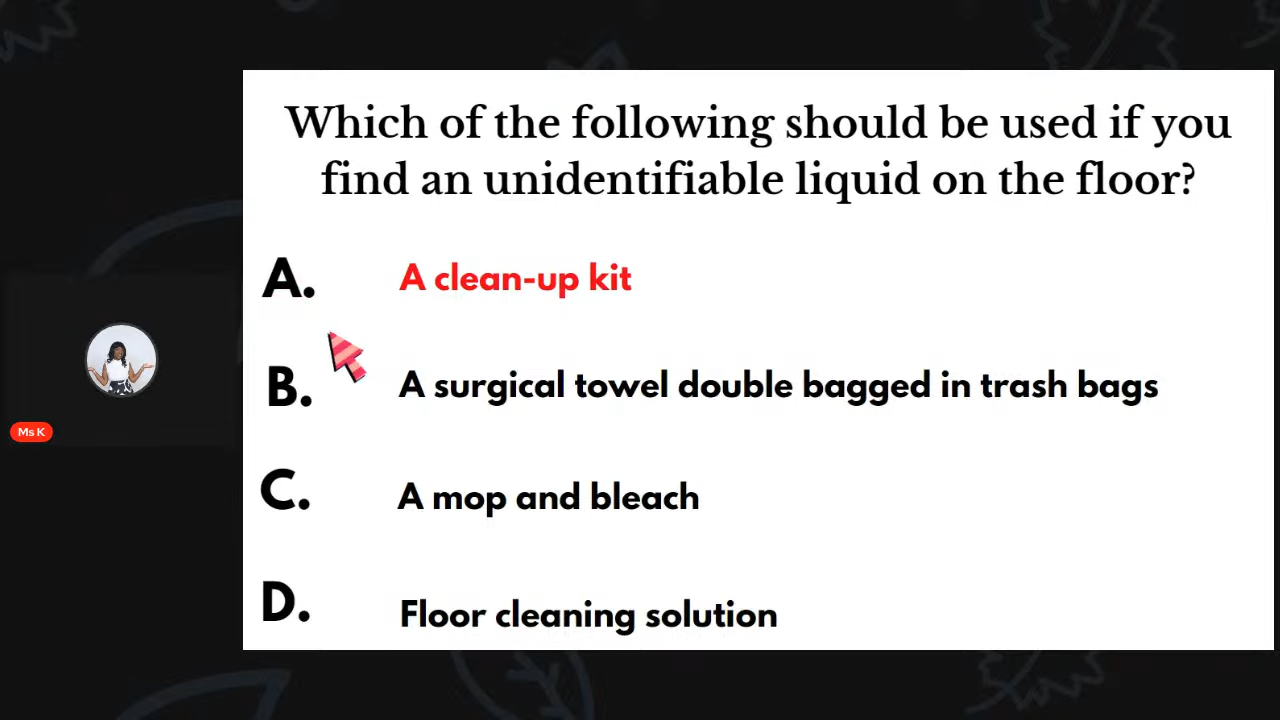 Which of the following should be used if you
find an unidentifiable liquid on the floor?
A. A clean-up kit
B. A surgical towel double bagged in trash bags
Ms K
C. A mop and bleach
D. Floor cleaning solution